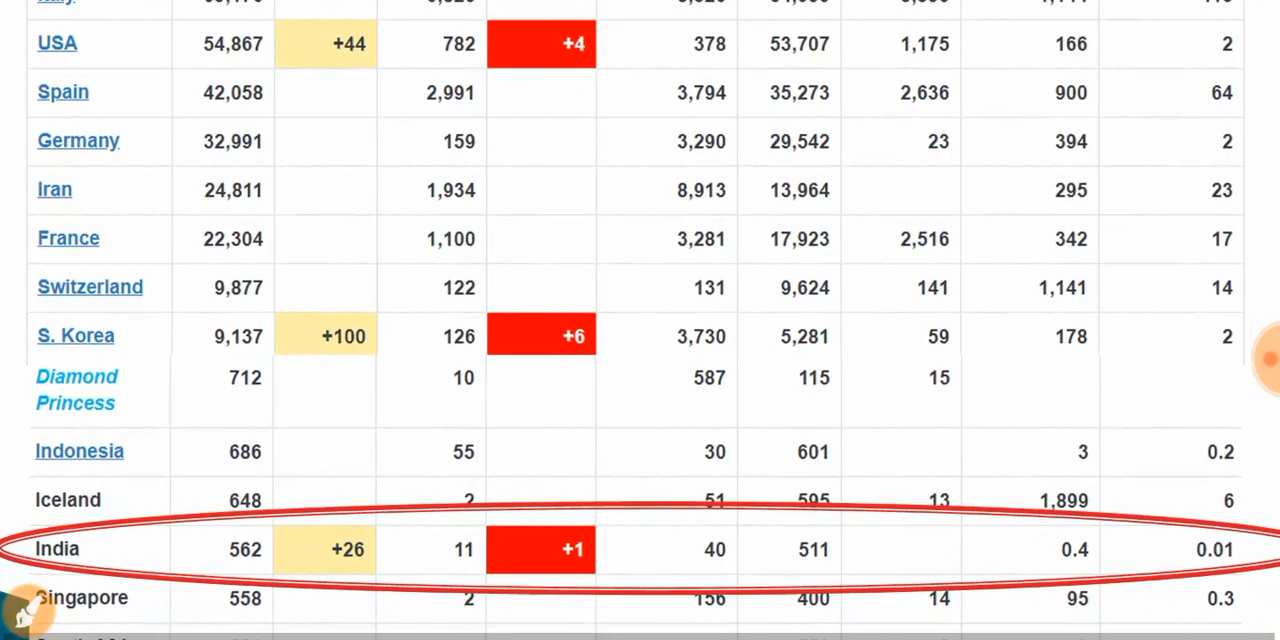 USA 54,867 +44 782 +4 378 53,707 1,175 166 2
Spain 42,058 2,991 3,794 35,273 2,636 900 64
Germany 32,991 159 3,290 29,542 23 394 2
Iran 24,811 1,934 8,913 13,964 295 23
France 22,304 1,100 3,281 17,923 2,516 342 17
Switzerland 9,877 122 131 9,624 141 1,141 14
S. Korea 9,137 +100 126 +6 3,730 5,281 59 178 2
Diamond 712 10 587 115 15
Princess
Indonesia 686 55 30 601 3 0.2
Iceland 648 2 51 595 13 1,899 6
India 562 +26 11 +1 40 511 0.4 0.01
Singapore 558 2 156 400 14 95 0.3